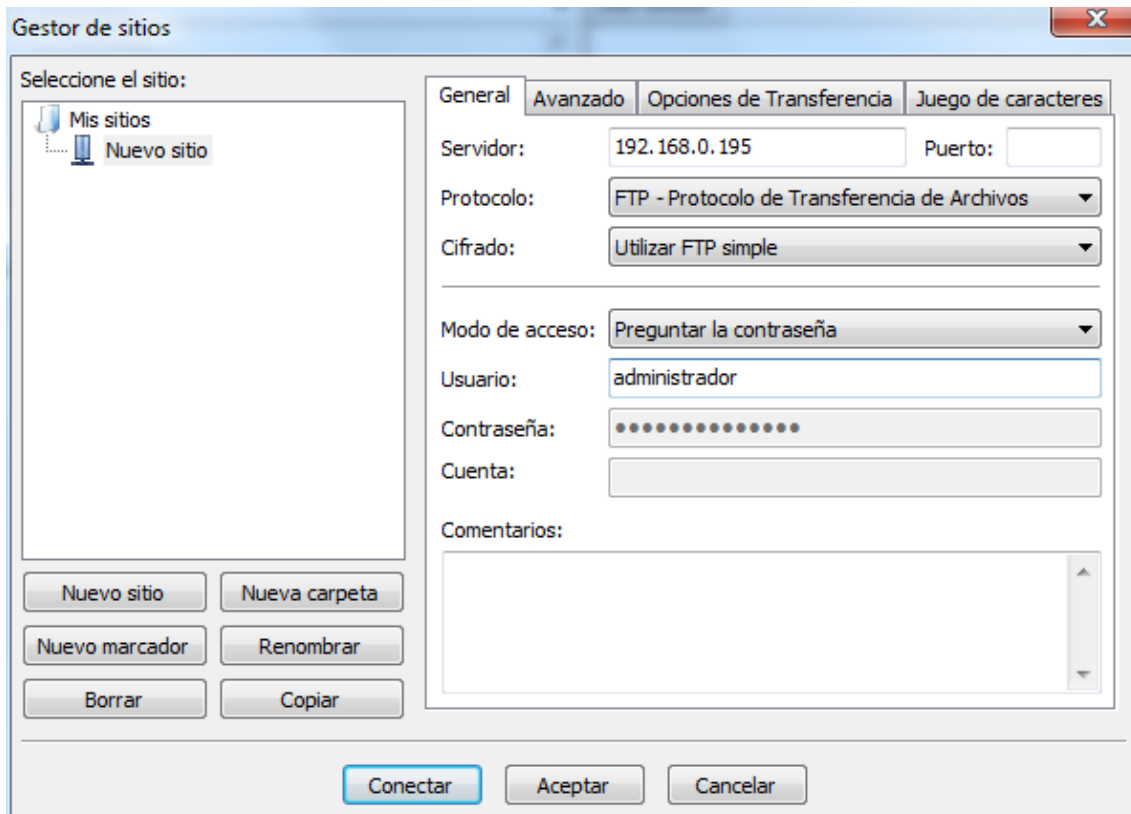 Gestor de sitios
Seleccione el sitio:
Mis sitios
Nuevo sitio
Nuevo sitio Nueva carpeta
Nuevo marcador Renombrar
Borrar Copiar
General Avanzado Opciones de Transferencia Juego de caracteres
Servidor: 192.168.0.195 Puerto:
Protocolo: FTP - Protocolo de Transferencia de Archivos
Cifrado: Utilizar FTP simple
Modo de acceso: Preguntar la contraseña
Usuario: administrador
Contraseña: ●●●●●●●●●●●●●●
Cuenta:
Comentarios:
Conectar Aceptar Cancelar